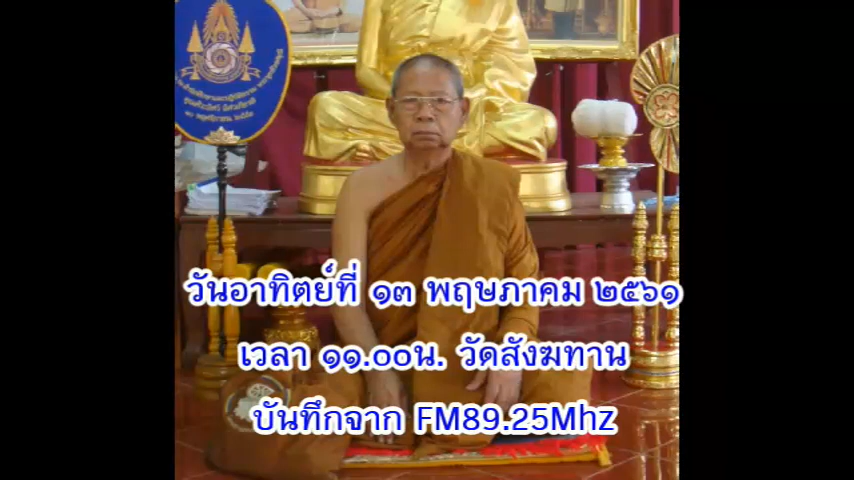 วันอาทิตย์ที่ ๑๓ พฤษภาคม ๒๕๖๑
เวลา ๑๑.๐๐น. วัดสังฆทาน
บันทึกจาก FM89.25Mhz